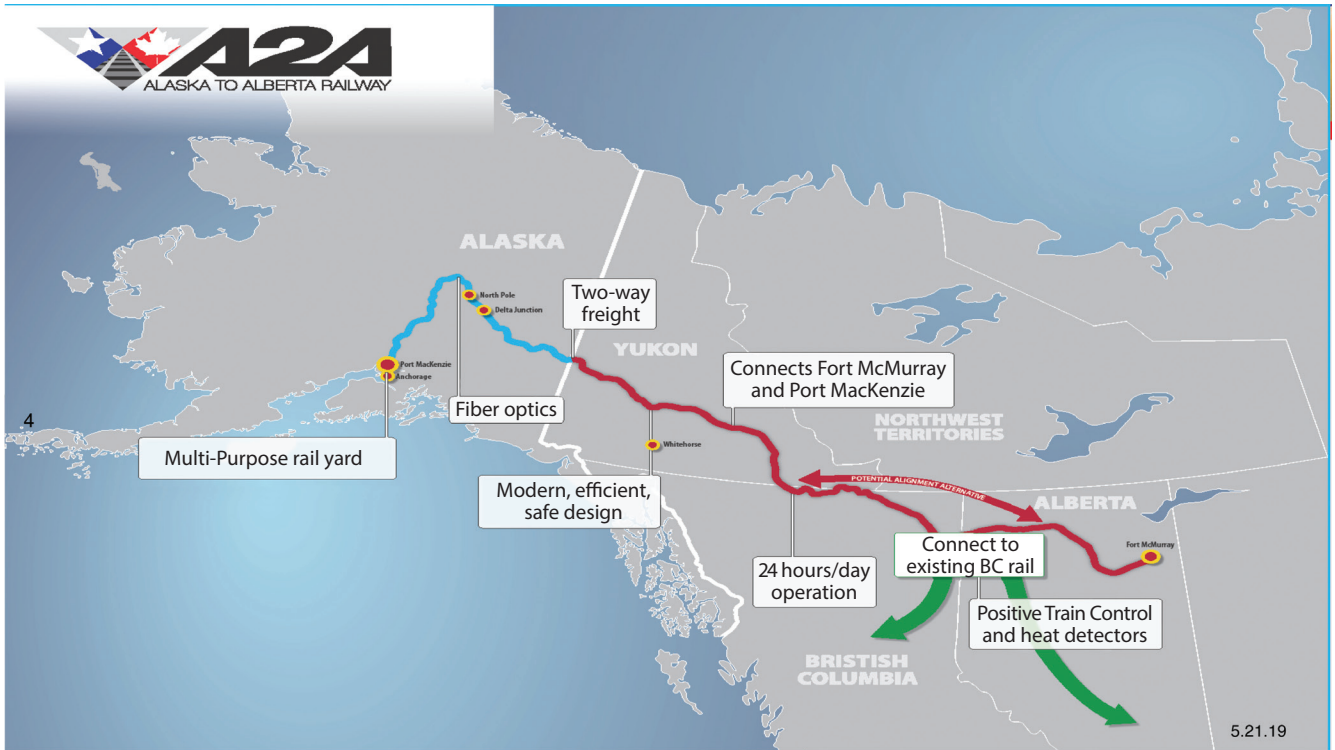 A2A
ALASKA TO ALBERTA RAILWAY
ALASKA
North Pole
Delta Junction
Two-way
freight
YUKON
Port MacKenzie
Anchorage
Connects Fort McMurray
and Port MacKenzie
Fiber optics
4
NORTHWEST
TERRITORIES
Multi-Purpose rail yard
Whitehorse
Modern, efficient,
safe design
POTENTIAL ALIGNMENT ALTERNATIVE
ALBERTA
Fort McMurray
Connect to
existing BC rail
24 hours/day
operation
Positive Train Control
and heat detectors
BRISTISH
COLUMBIA
5.21.19